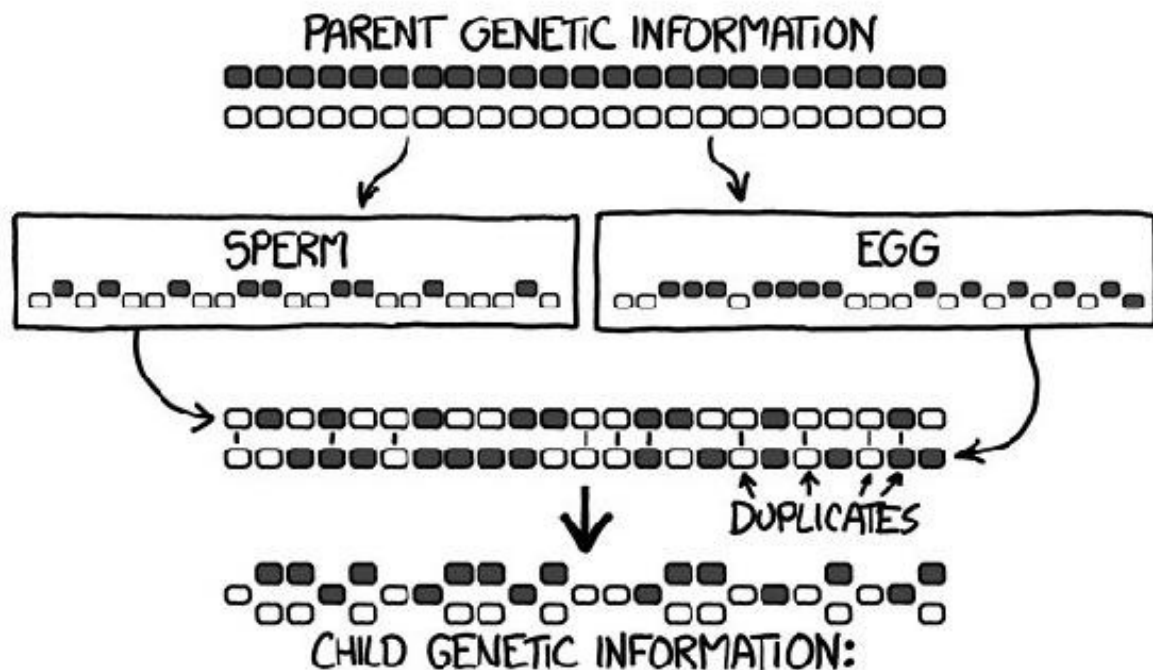 PARENT GENETIC INFORMATION
SPERM
EGG
DUPLICATES
CHILD GENETIC INFORMATION: